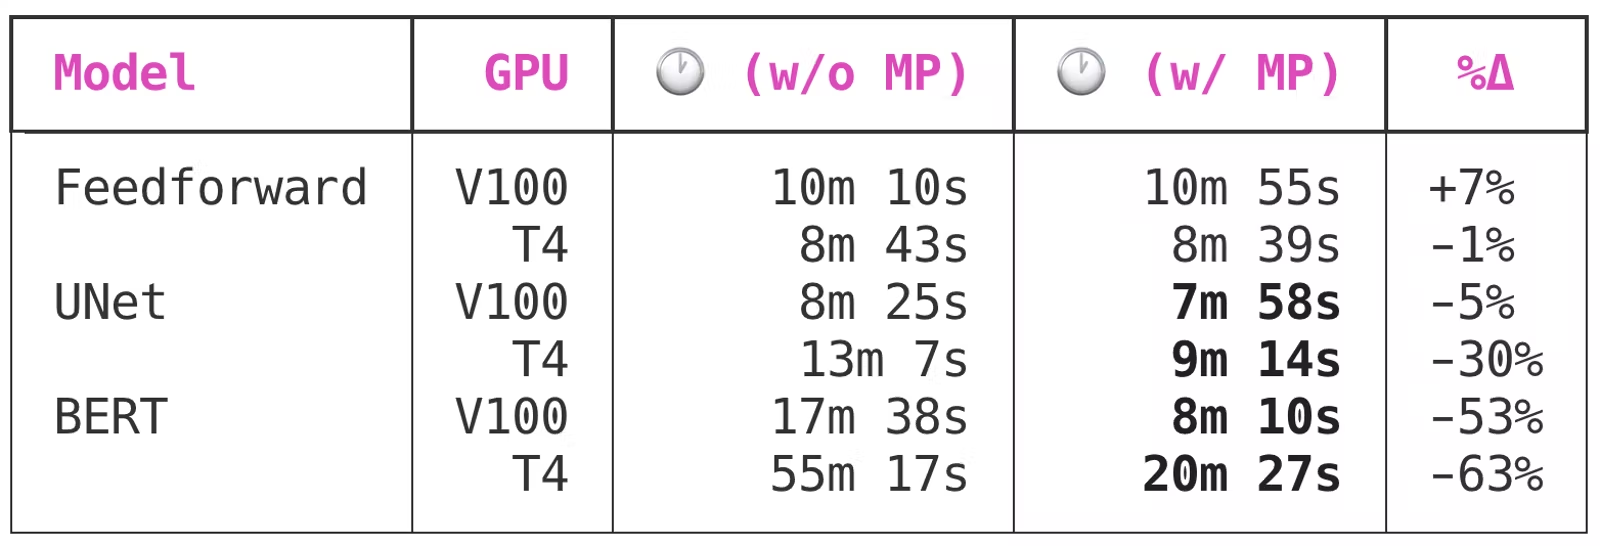 Model GPU 🕐 (w/o MP) 🕐 (w/ MP) %Δ
Feedforward V100 10m 10s 10m 55s +7%
T4 8m 43s 8m 39s -1%
UNet V100 8m 25s 7m 58s -5%
T4 13m 7s 9m 14s -30%
BERT V100 17m 38s 8m 10s -53%
T4 55m 17s 20m 27s -63%